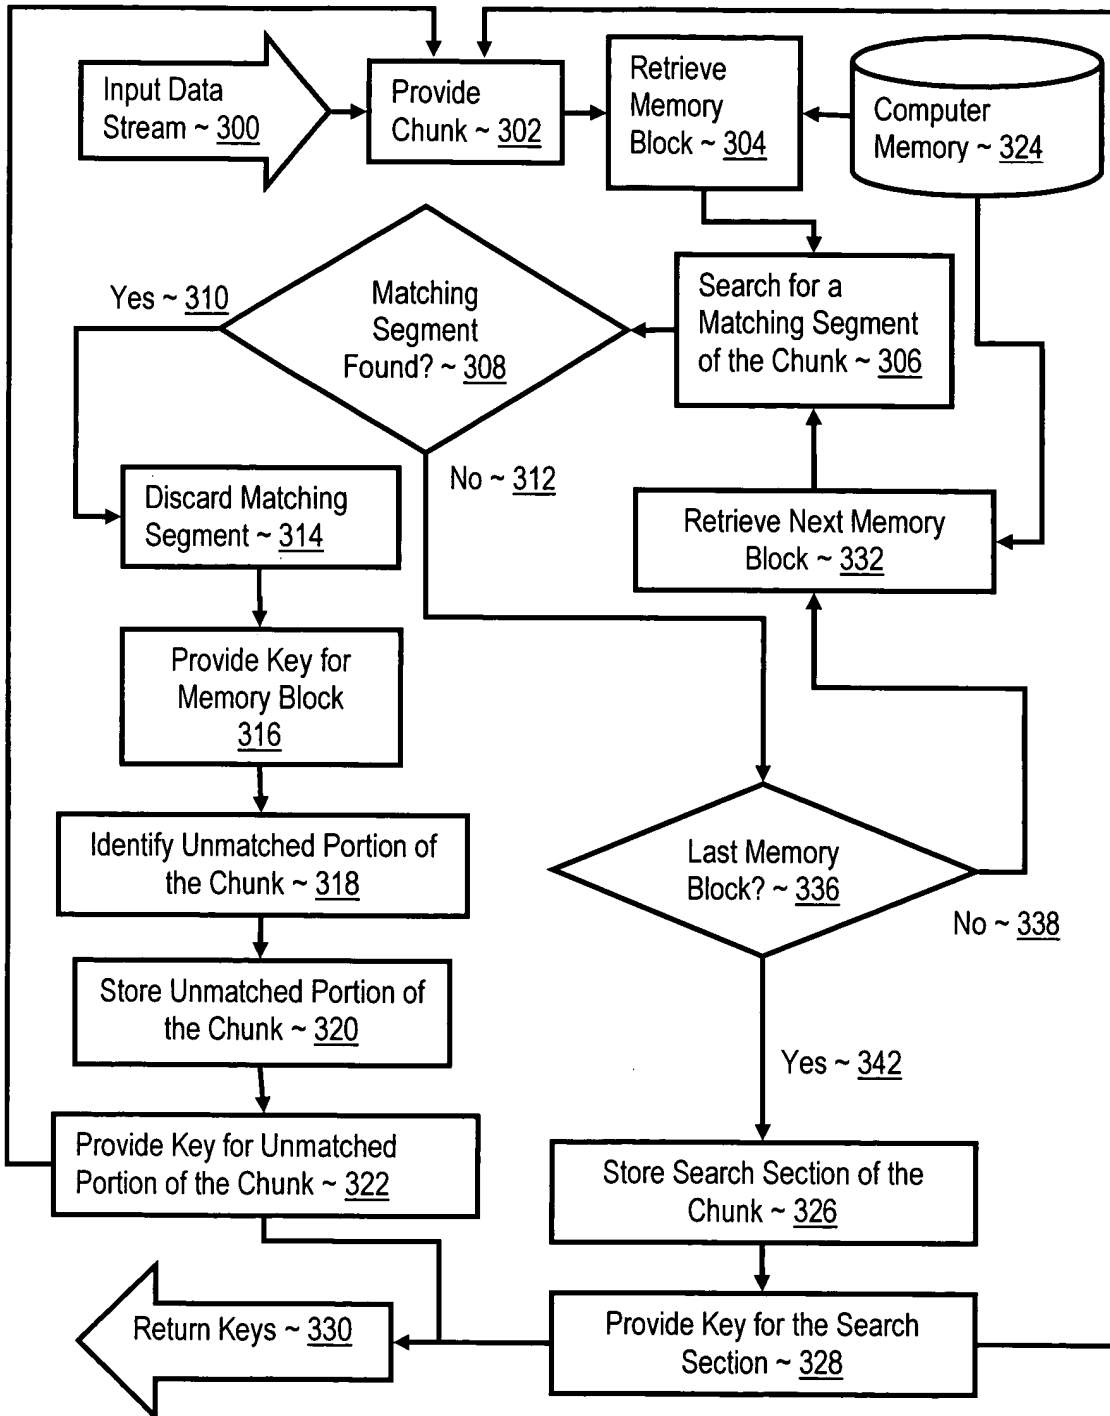 Input Data
Stream ~ 300
Provide
Chunk ~ 302
Retrieve
Memory
Block ~ 304
Computer
Memory ~ 324
Yes ~ 310
Matching
Segment
Found? ~ 308
Search for a
Matching Segment
of the Chunk ~ 306
No ~ 312
Discard Matching
Segment ~ 314
Retrieve Next Memory
Block ~ 332
Provide Key for
Memory Block
316
Identify Unmatched Portion of
the Chunk ~ 318
Last Memory
Block? ~ 336
No ~ 338
Store Unmatched Portion of
the Chunk ~ 320
Yes ~ 342
Provide Key for Unmatched
Portion of the Chunk ~ 322
Store Search Section of the
Chunk ~ 326
Return Keys ~ 330
Provide Key for the Search
Section ~ 328